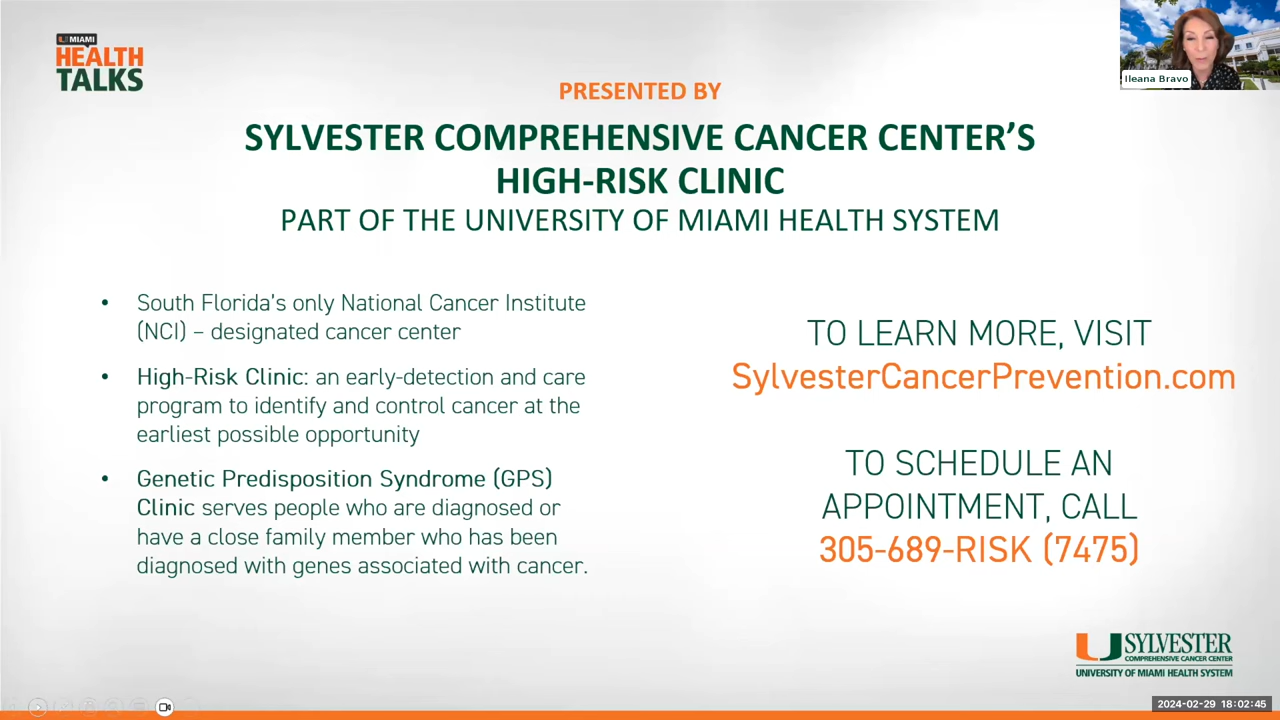 U MIAMI
HEALTH
TALKS
Ileana Bravo
PRESENTED BY
SYLVESTER COMPREHENSIVE CANCER CENTER’S
HIGH-RISK CLINIC
PART OF THE UNIVERSITY OF MIAMI HEALTH SYSTEM
• South Florida’s only National Cancer Institute
(NCI) – designated cancer center
• High-Risk Clinic: an early-detection and care
program to identify and control cancer at the
earliest possible opportunity
• Genetic Predisposition Syndrome (GPS)
Clinic serves people who are diagnosed or
have a close family member who has been
diagnosed with genes associated with cancer.
TO LEARN MORE, VISIT
SylvesterCancerPrevention.com
TO SCHEDULE AN
APPOINTMENT, CALL
305-689-RISK (7475)
SYLVESTER
COMPREHENSIVE CANCER CENTER
UNIVERSITY OF MIAMI HEALTH SYSTEM
2024-02-29 18:02:45